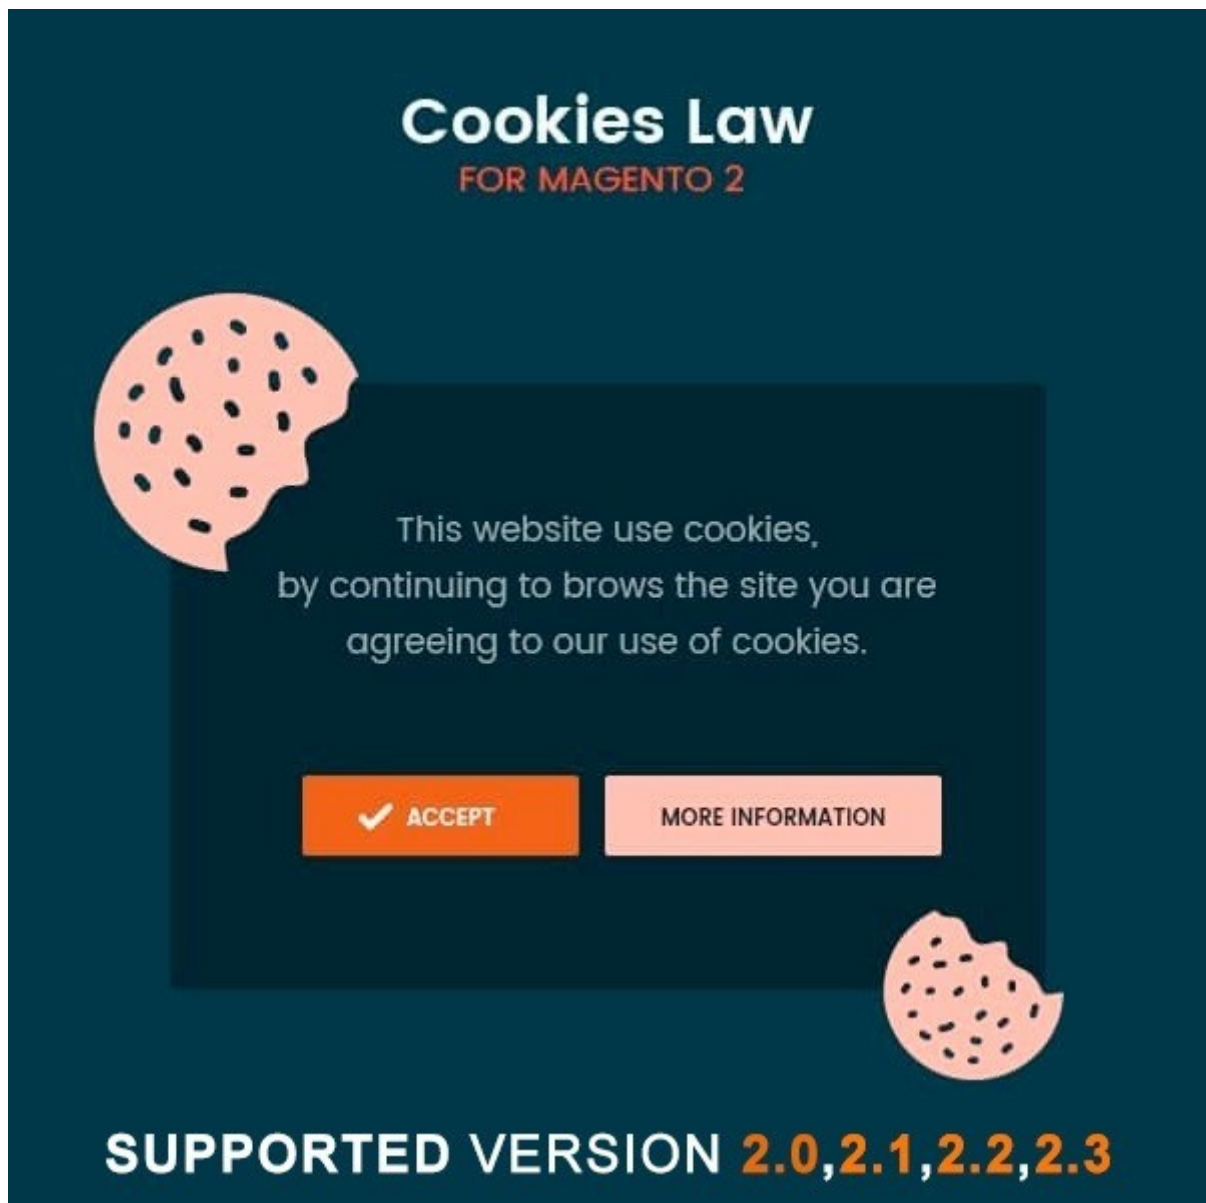 Cookies Law
FOR MAGENTO 2
This website use cookies,
by continuing to brows the site you are
agreeing to our use of cookies.
ACCEPT
MORE INFORMATION
SUPPORTED VERSION 2.0,2.1,2.2,2.3